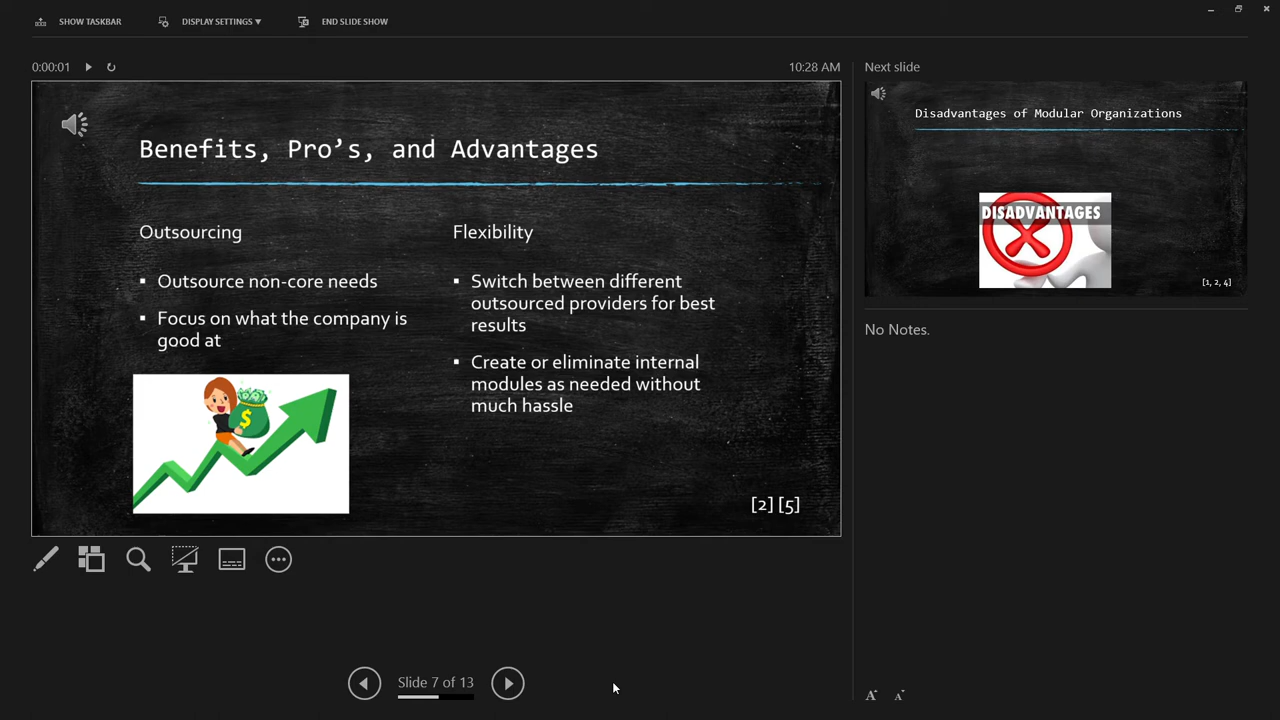 SHOW TASKBAR
DISPLAY SETTINGS ▼
END SLIDE SHOW
0:00:01
10:28 AM
Benefits, Pro’s, and Advantages
Outsourcing
▪ Outsource non-core needs
▪ Focus on what the company is
good at
$
Flexibility
▪ Switch between different
outsourced providers for best
results
▪ Create or eliminate internal
modules as needed without
much hassle
[2] [5]
Slide 7 of 13
Next slide
Disadvantages of Modular Organizations
DISADVANTAGES
[1, 2, 4]
No Notes.
A
A